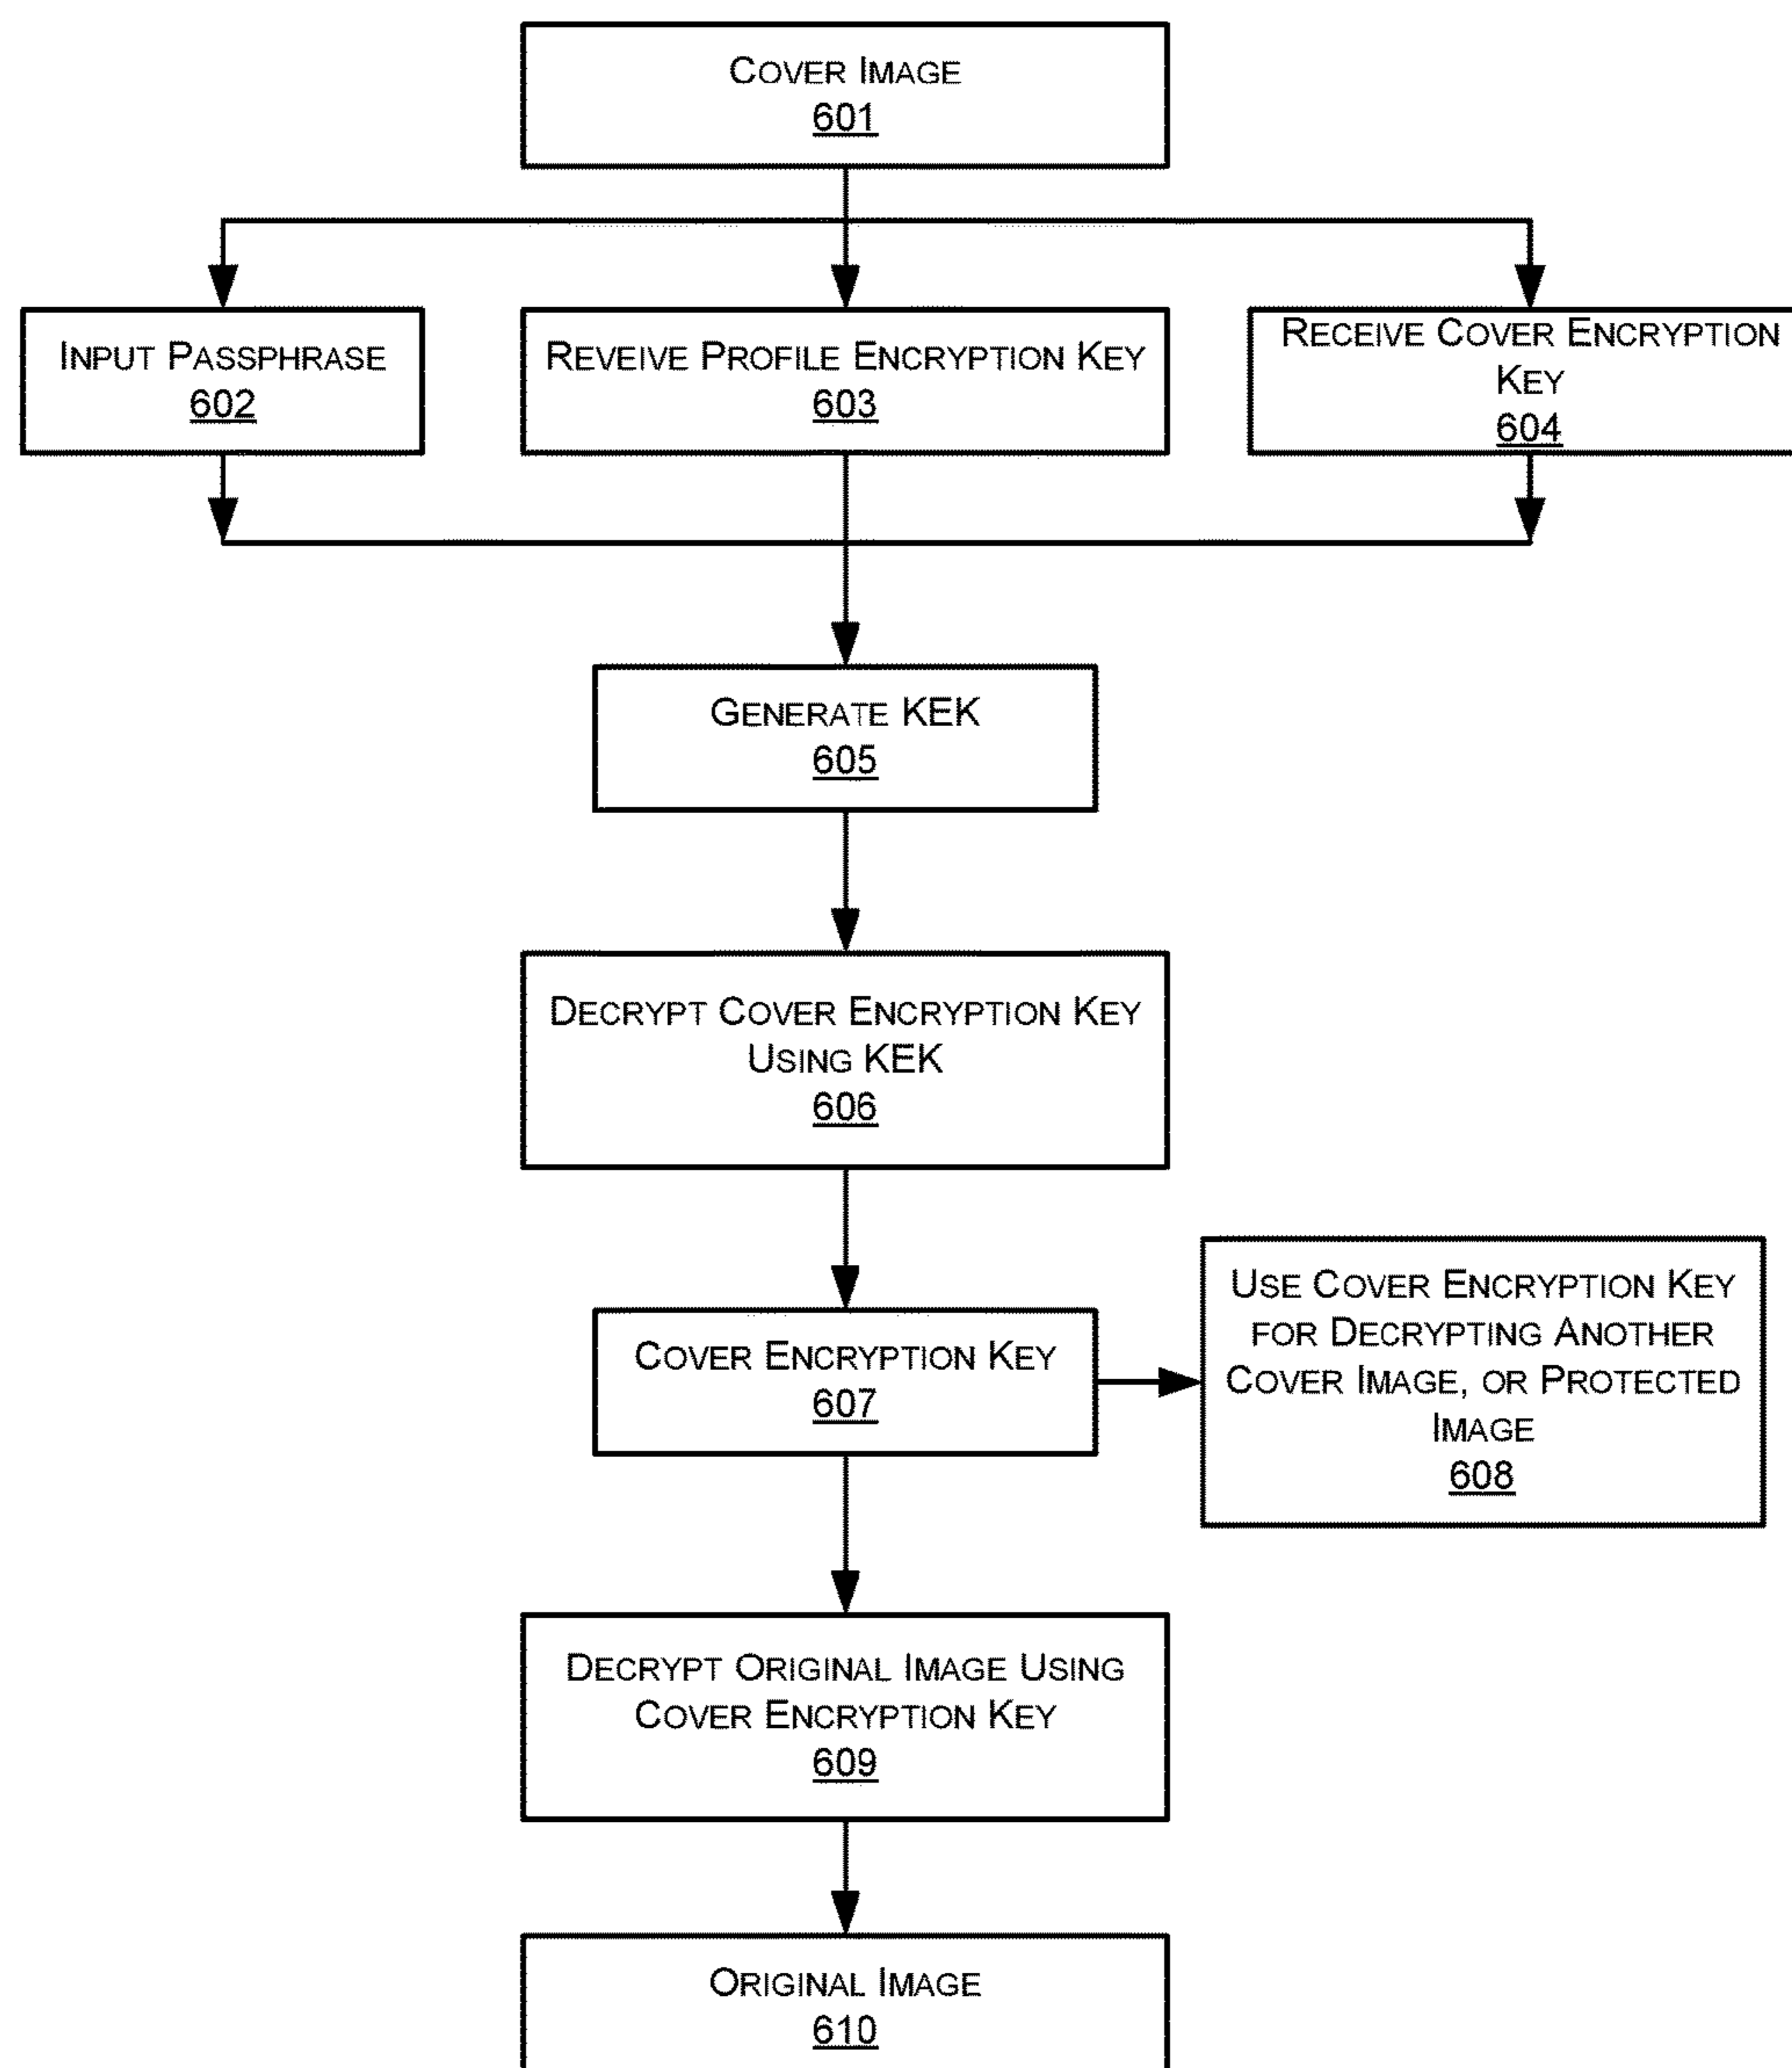 COVER IMAGE
601
INPUT PASSPHRASE
602
REVEIVE PROFILE ENCRYPTION KEY
603
RECEIVE COVER ENCRYPTION
KEY
604
GENERATE KEK
605
DECRYPT COVER ENCRYPTION KEY
USING KEK
606
COVER ENCRYPTION KEY
607
USE COVER ENCRYPTION KEY
FOR DECRYPTING ANOTHER
COVER IMAGE, OR PROTECTED
IMAGE
608
DECRYPT ORIGINAL IMAGE USING
COVER ENCRYPTION KEY
609
ORIGINAL IMAGE
610